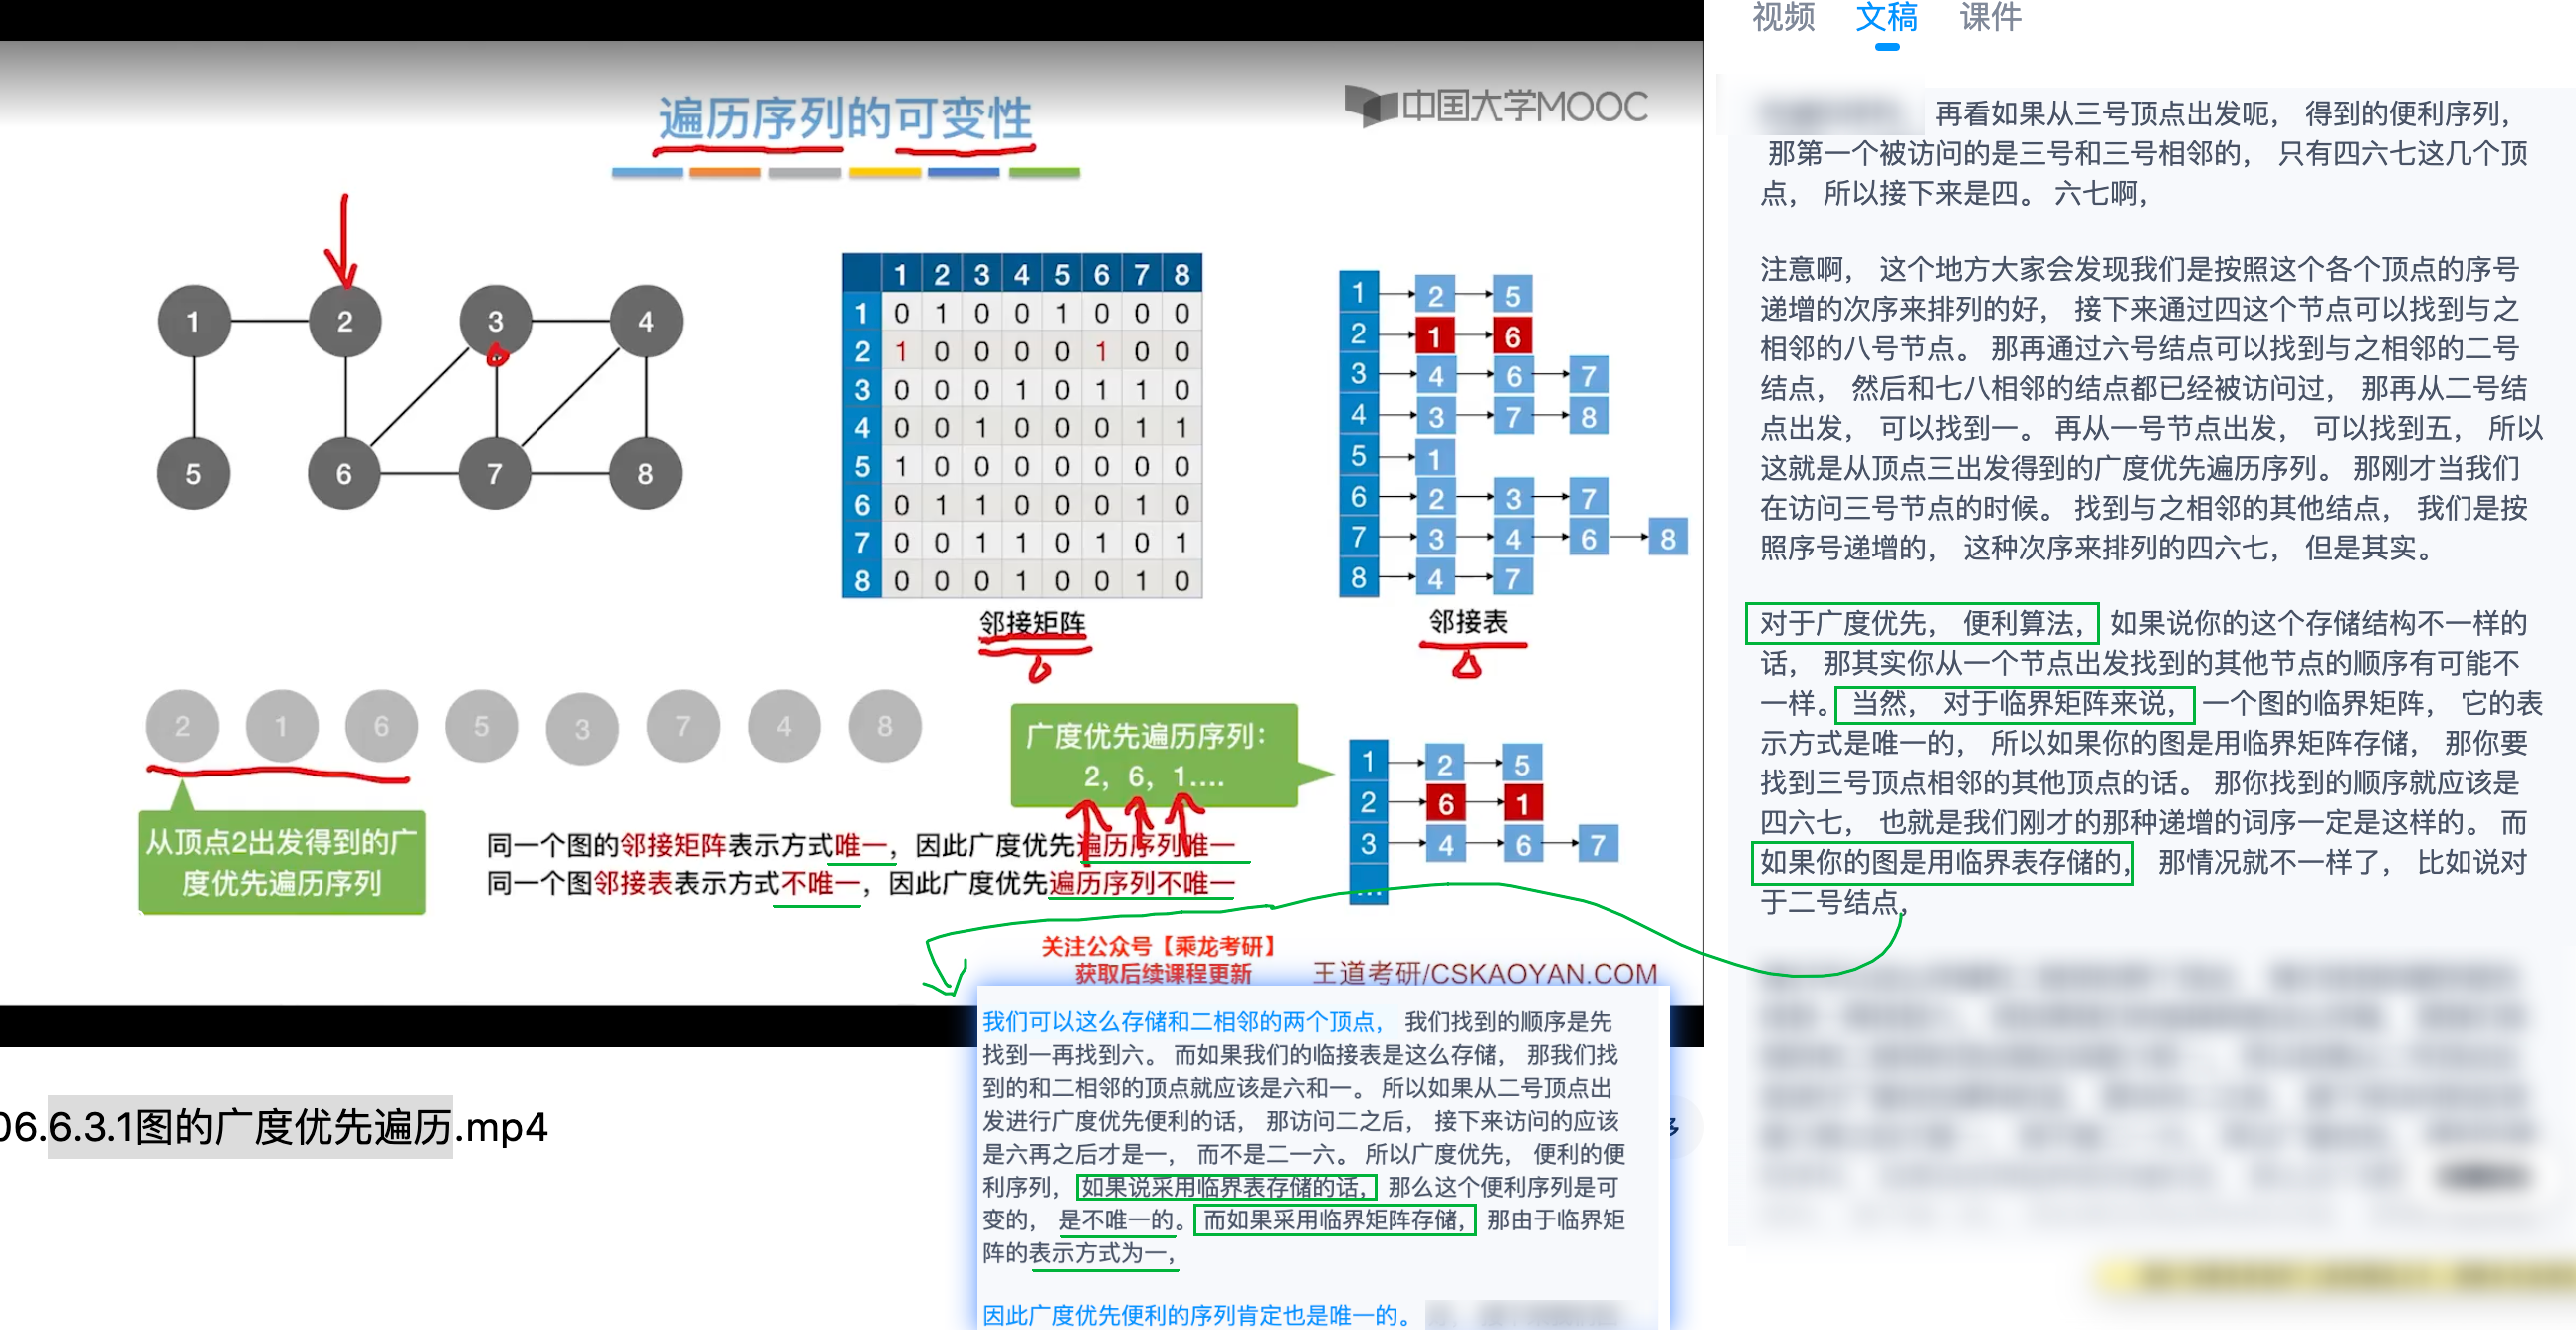 视频 文稿 课件
遍历序列的可变性
中国大学MOOC
1 2 3 4
5 6 7 8
1 2 3 4 5 6 7 8
1 0 1 0 0 1 0 0 0
2 1 0 0 0 0 1 0 0
3 0 0 0 1 0 1 1 0
4 0 0 1 0 0 0 1 1
5 1 0 0 0 0 0 0 0
6 0 1 1 0 0 0 1 0
7 0 0 1 1 0 1 0 1
8 0 0 0 1 0 0 1 0
邻接矩阵
1 2 5
2 1 6
3 4 6 7
4 3 7 8
5 1
6 2 3 7
7 3 4 6 8
8 4 7
邻接表
2 1 6 5 3 7 4 8
从顶点2出发得到的广
度优先遍历序列
广度优先遍历序列：
2, 6, 1....
1 2 5
2 6 1
3 4 6 7
...
同一个图的邻接矩阵表示方式唯一，因此广度优先遍历序列唯一
同一个图邻接表表示方式不唯一，因此广度优先遍历序列不唯一
关注公众号【乘龙考研】
获取后续课程更新
王道考研/CSKAOYAN.COM
06.6.3.1图的广度优先遍历.mp4
我们可以这么存储和二相邻的两个顶点， 我们找到的顺序是先
找到一再找到六。 而如果我们的临接表是这么存储， 那我们找
到的和二相邻的顶点就应该是六和一。 所以如果从二号顶点出
发进行广度优先便利的话， 那访问二之后， 接下来访问的应该
是六再之后才是一， 而不是二一六。 所以广度优先， 便利的便
利序列， 如果说采用临界表存储的话， 那么这个便利序列是可
变的， 是不唯一的。 而如果采用临界矩阵存储， 那由于临界矩
阵的表示方式为一，
因此广度优先便利的序列肯定也是唯一的。
再看如果从三号顶点出发呃， 得到的便利序列，
那第一个被访问的是三号和三号相邻的， 只有四六七这几个顶
点， 所以接下来是四。 六七啊，
注意啊， 这个地方大家会发现我们是按照这个各个顶点的序号
递增的次序来排列的好， 接下来通过四这个节点可以找到与之
相邻的八号节点。 那再通过六号结点可以找到与之相邻的二号
结点， 然后和七八相邻的结点都已经被访问过， 那再从二号结
点出发， 可以找到一。 再从一号节点出发， 可以找到五， 所以
这就是从顶点三出发得到的广度优先遍历序列。 那刚才当我们
在访问三号节点的时候。 找到与之相邻的其他结点， 我们是按
照序号递增的， 这种次序来排列的四六七， 但是其实。
对于广度优先， 便利算法， 如果说你的这个存储结构不一样的
话， 那其实你从一个节点出发找到的其他节点的顺序有可能不
一样。 当然， 对于临界矩阵来说， 一个图的临界矩阵， 它的表
示方式是唯一的， 所以如果你的图是用临界矩阵存储， 那你要
找到三号顶点相邻的其他顶点的话。 那你找到的顺序就应该是
四六七， 也就是我们刚才的那种递增的词序一定是这样的。 而
如果你的图是用临界表存储的， 那情况就不一样了， 比如说对
于二号结点，